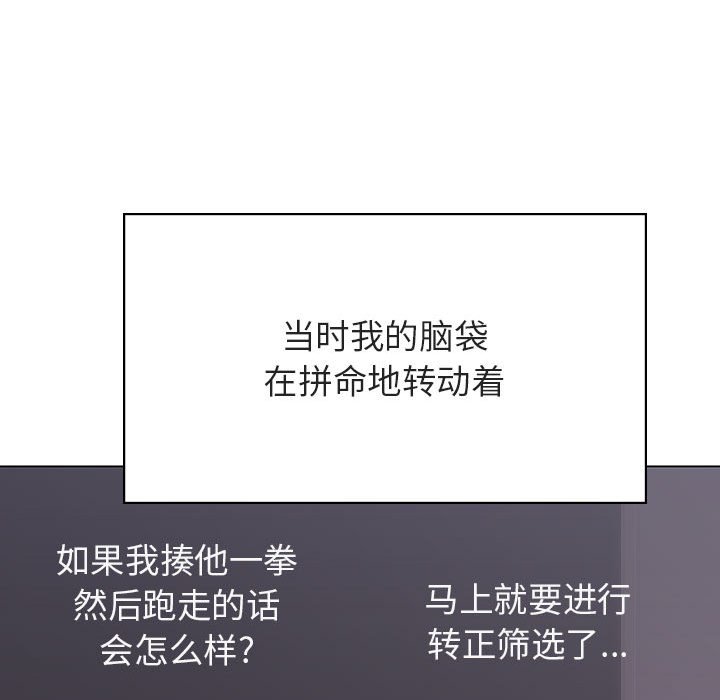 当时我的脑袋
在拼命地转动着
如果我揍他一拳
然后跑走的话
会怎么样?
马上就要进行
转正筛选了...